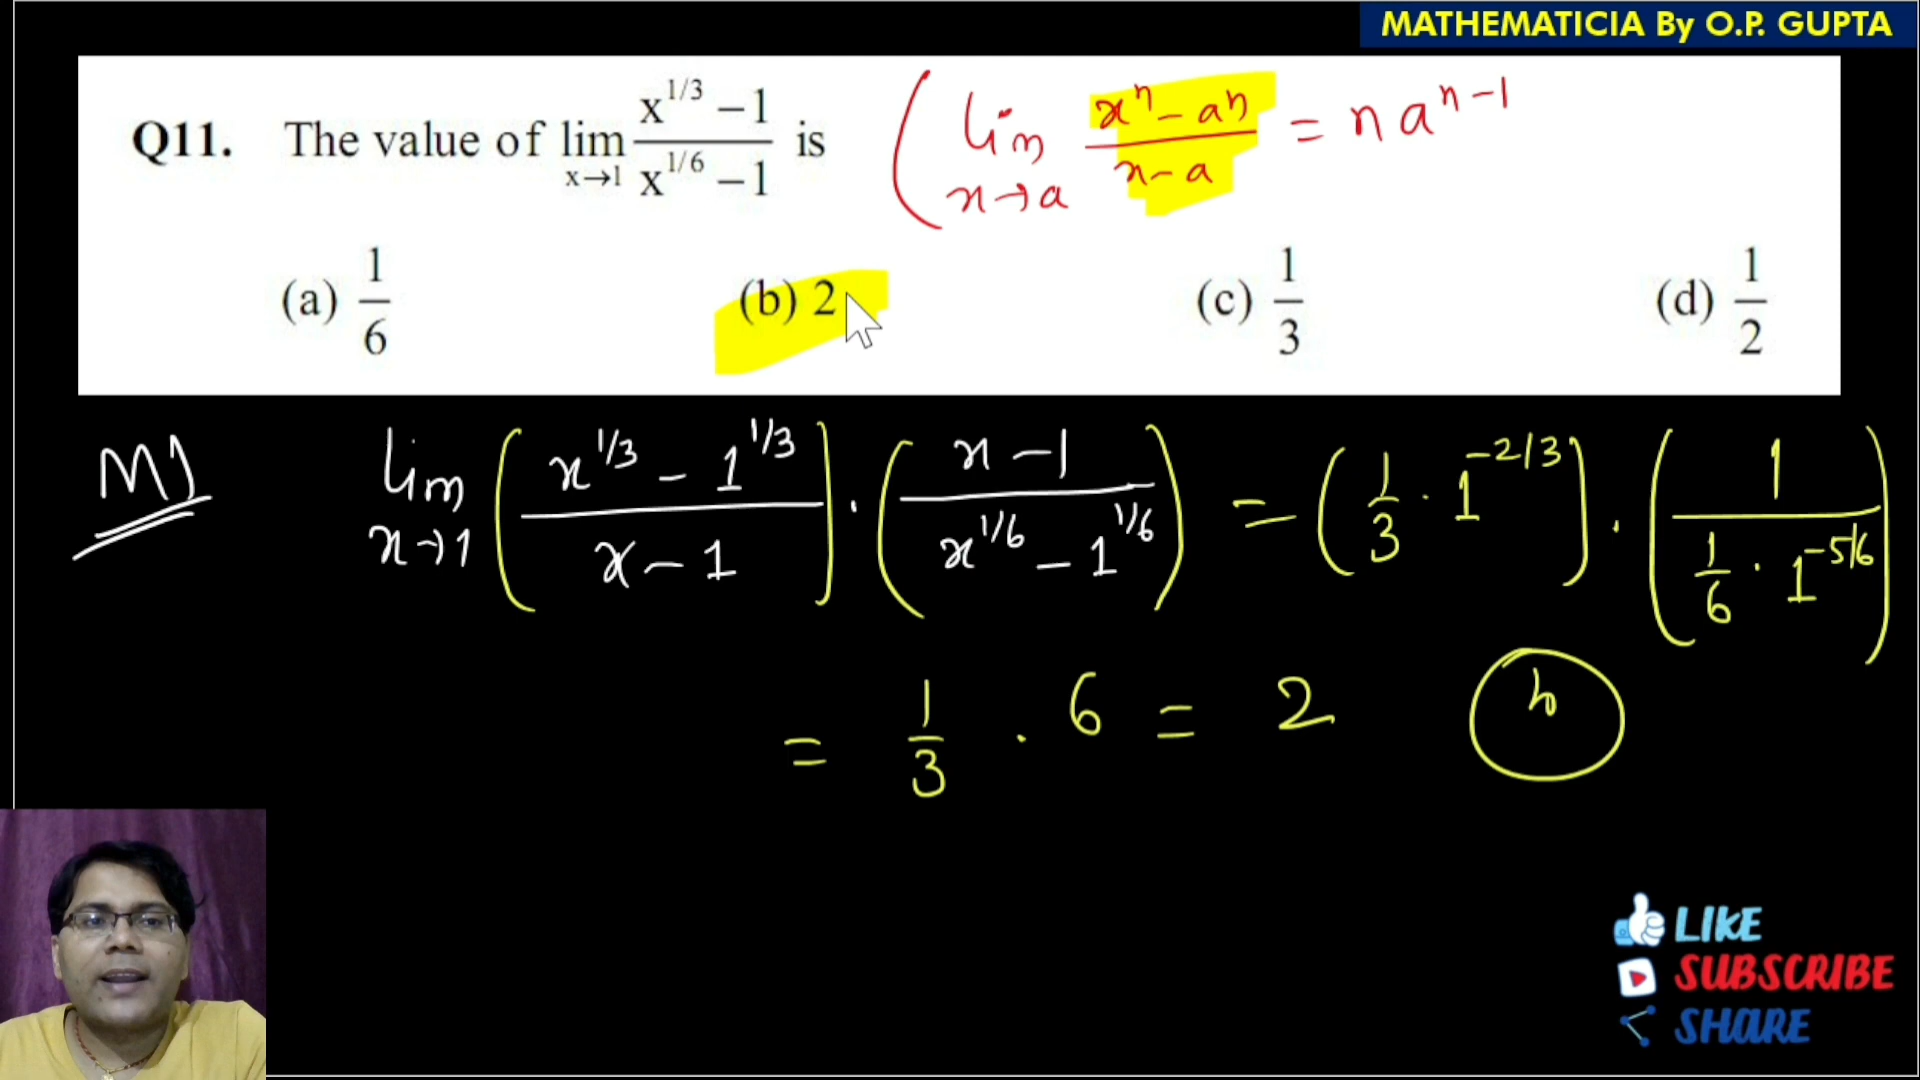 MATHEMATICIA By O.P. GUPTA
Q11. The value of lim x→1 (x^{1/3} – 1)/(x^{1/6} – 1) is
( lim x→a (x^n – a^n)/(x – a) = n a^{n–1}
(a) 1/6 (b) 2 (c) 1/3 (d) 1/2
M1 lim x→1 ( (x^{1/3} – 1^{1/3})/(x – 1) ) . ( (x – 1)/(x^{1/6} – 1^{1/6}) ) = ( 1/3 . 1^{-2/3} ) . ( 1/(1/6 . 1^{-5/6}) )
= 1/3 . 6 = 2
LIKE
SUBSCRIBE
SHARE